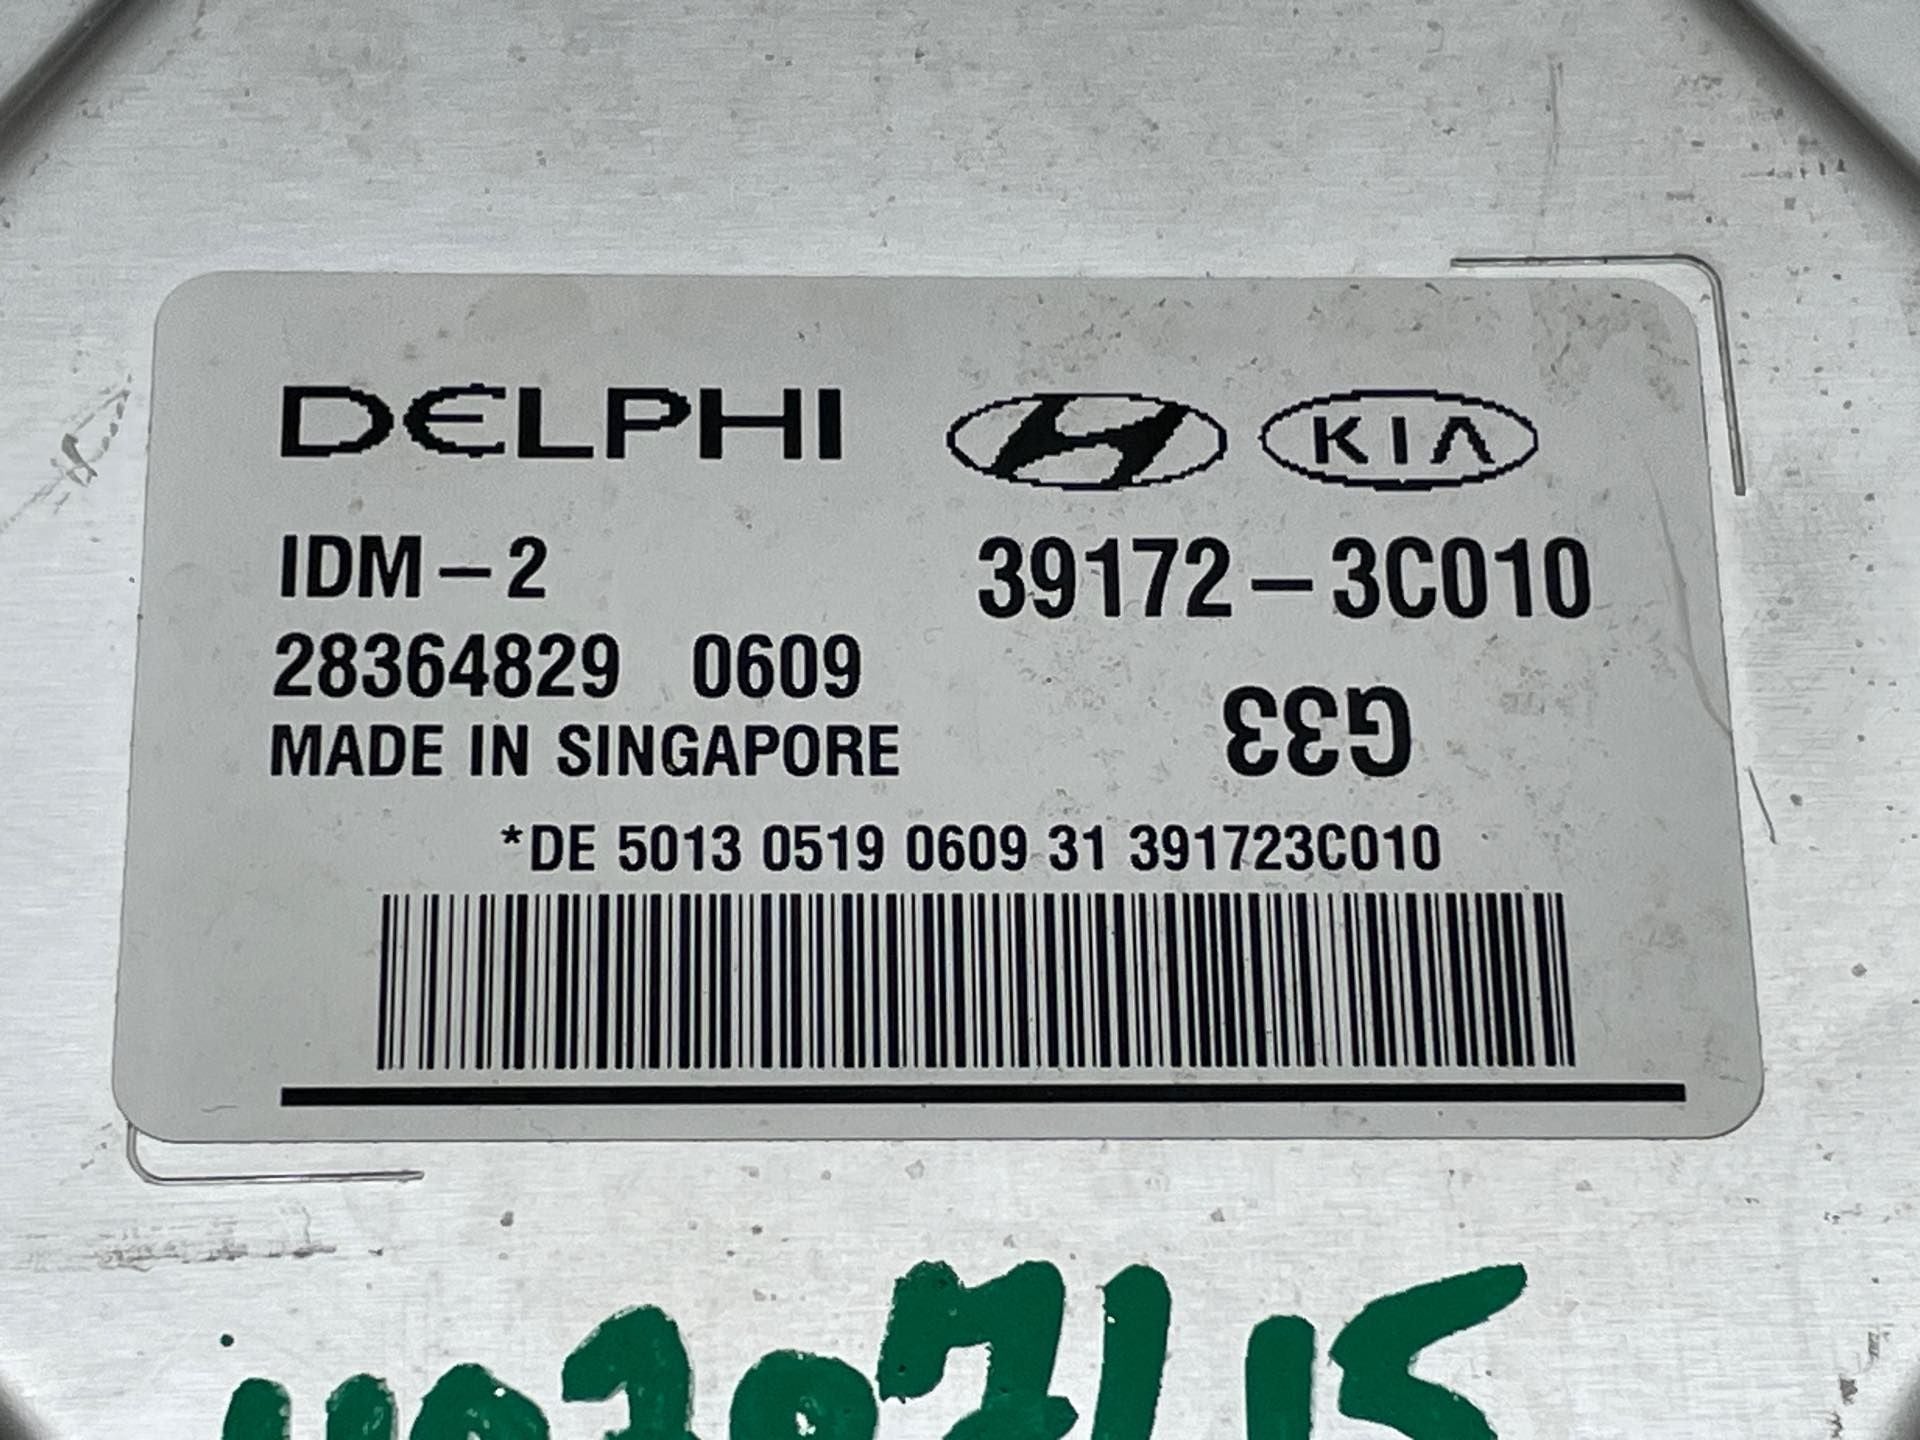 DELPHI
KIA
IDM-2
39172-3C010
28364829 0609
G33
MADE IN SINGAPORE
*DE 5013 0519 0609 31 391723C010